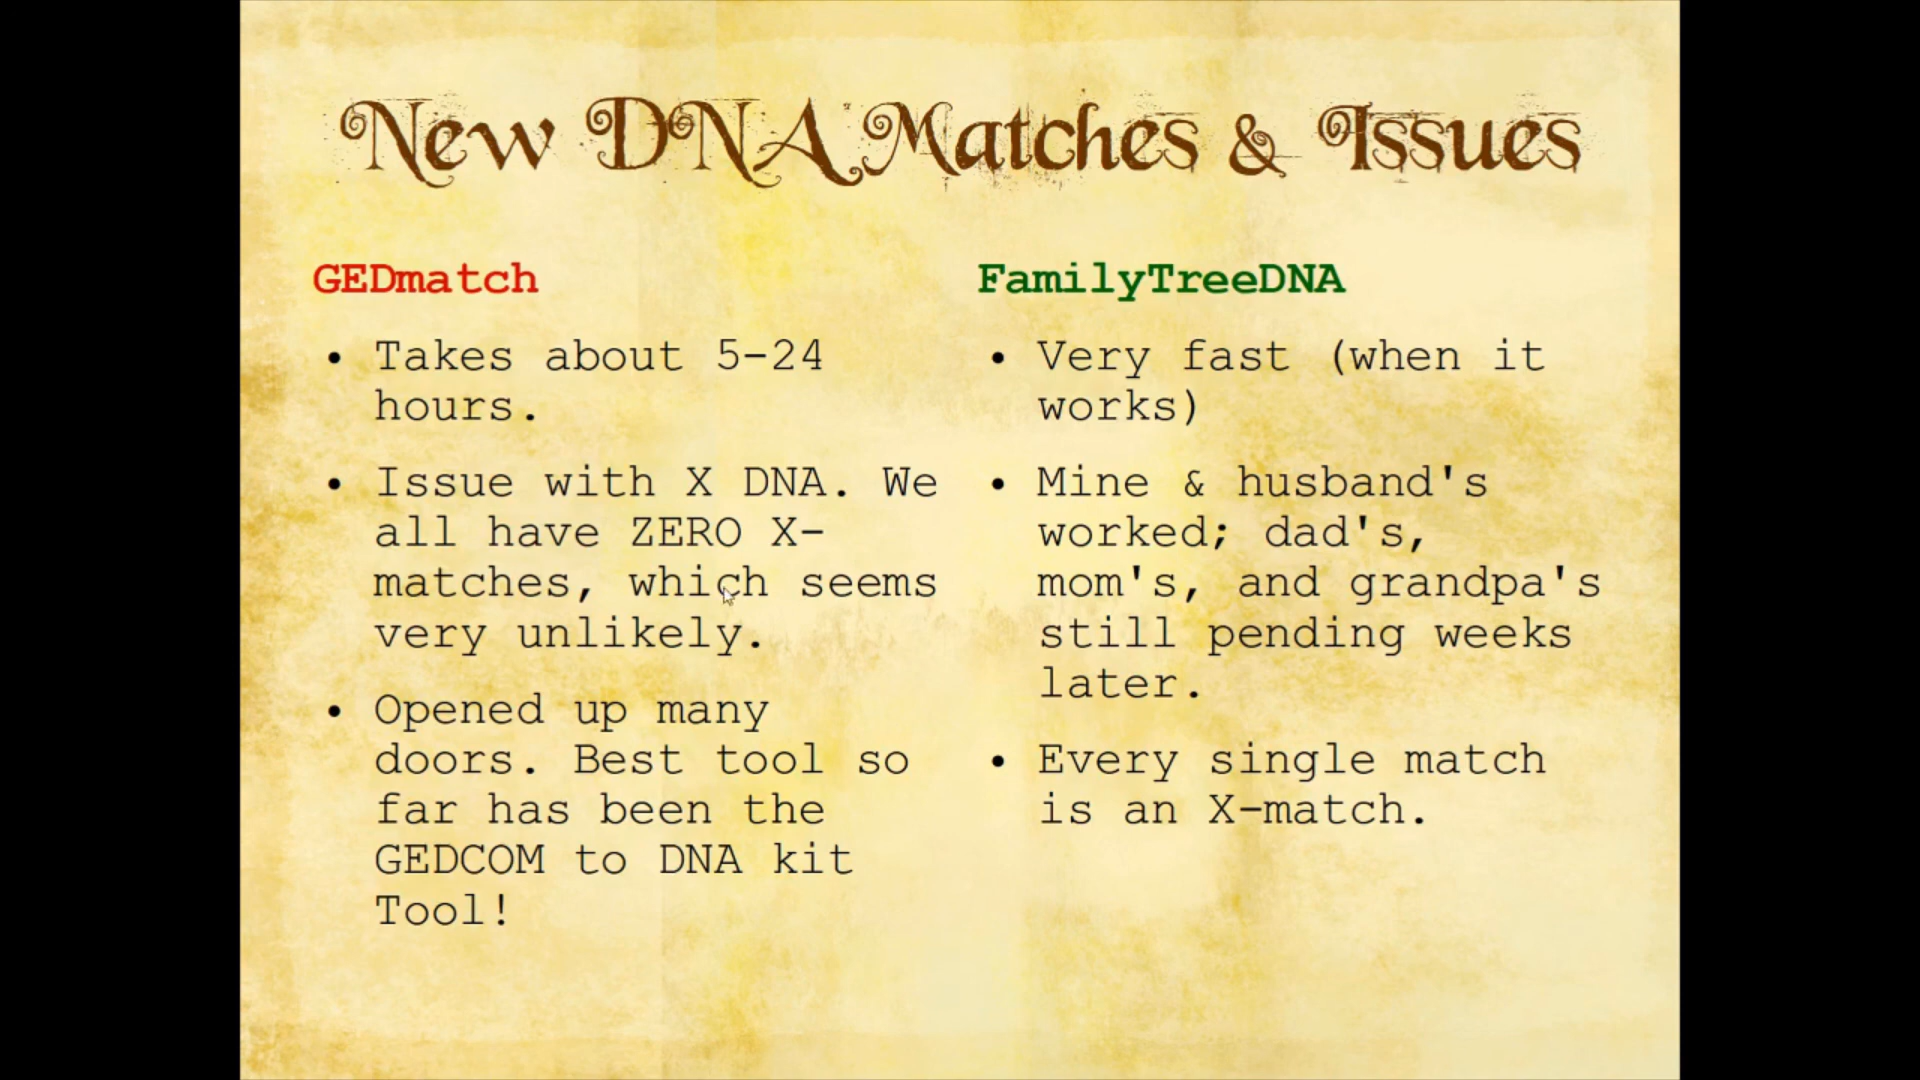 New DNA Matches & Issues
GEDmatch
• Takes about 5-24
hours.
• Issue with X DNA. We
all have ZERO X-
matches, which seems
very unlikely.
• Opened up many
doors. Best tool so
far has been the
GEDCOM to DNA kit
Tool!
FamilyTreeDNA
• Very fast (when it
works)
• Mine & husband's
worked; dad's,
mom's, and grandpa's
still pending weeks
later.
• Every single match
is an X-match.